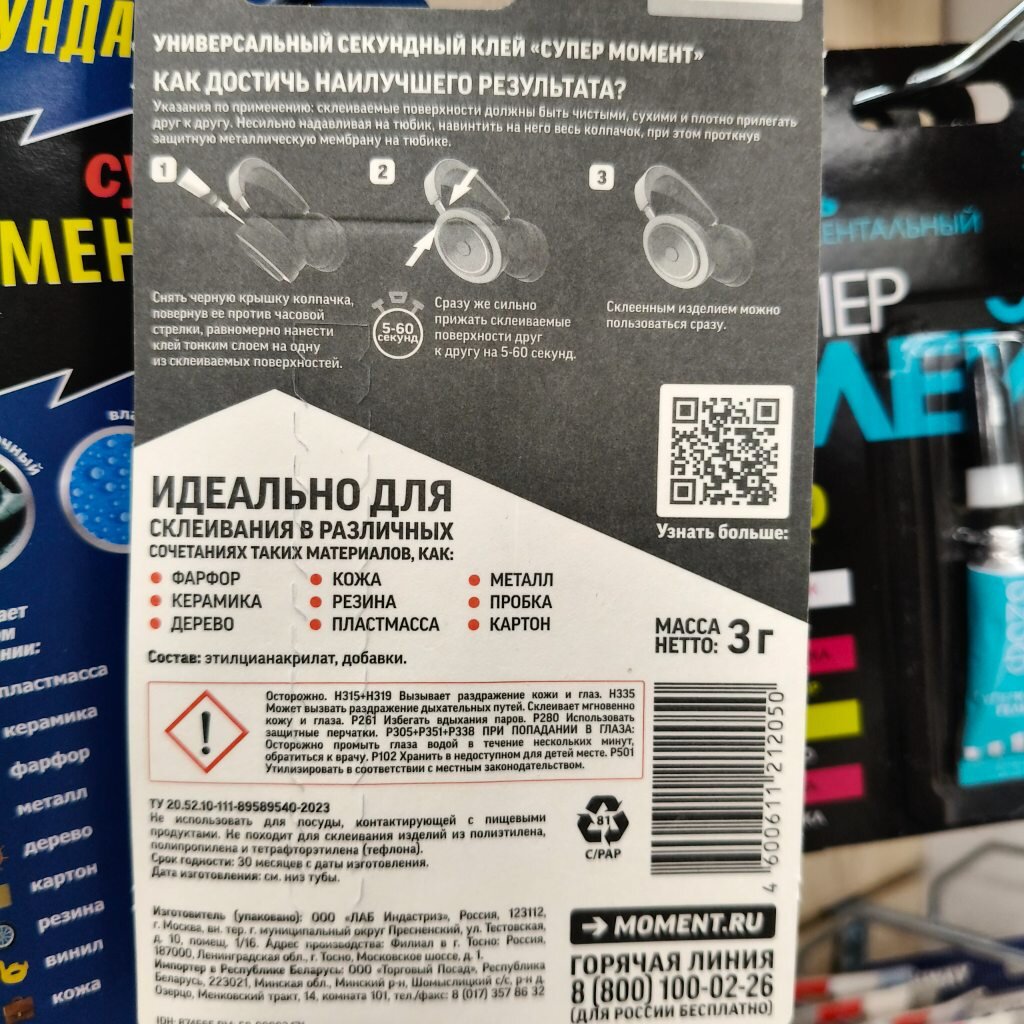 УНИВЕРСАЛЬНЫЙ СЕКУНДНЫЙ КЛЕЙ «СУПЕР МОМЕНТ»
КАК ДОСТИЧЬ НАИЛУЧШЕГО РЕЗУЛЬТАТА?
Указания по применению: склеиваемые поверхности должны быть чистыми, сухими и плотно прилегать
друг к другу. Несильно надавливая на тюбик, навинтить на него весь колпачок, при этом проткнув
защитную металлическую мембрану на тюбике.
1
2
3
Снять черную крышку колпачка,
повернув ее против часовой
стрелки, равномерно нанести
клей тонким слоем на одну
из склеиваемых поверхностей.
5-60
секунд
Сразу же сильно
прижать склеиваемые
поверхности друг
к другу на 5-60 секунд.
Склеенным изделием можно
пользоваться сразу.
Узнать больше:
ИДЕАЛЬНО ДЛЯ
СКЛЕИВАНИЯ В РАЗЛИЧНЫХ
СОЧЕТАНИЯХ ТАКИХ МАТЕРИАЛОВ, КАК:
ФАРФОР
КЕРАМИКА
ДЕРЕВО
КОЖА
РЕЗИНА
ПЛАСТМАССА
МЕТАЛЛ
ПРОБКА
КАРТОН
МАССА
НЕТТО: 3 г
Состав: этилцианакрилат, добавки.
Осторожно. H315+H319 Вызывает раздражение кожи и глаз. H335
Может вызвать раздражение дыхательных путей. Склеивает мгновенно
кожу и глаза. P261 Избегать вдыхания паров. P280 Использовать
защитные перчатки. P305+P351+P338 ПРИ ПОПАДАНИИ В ГЛАЗА:
Осторожно промыть глаза водой в течение нескольких минут,
обратиться к врачу. P102 Хранить в недоступном для детей месте. P501
Утилизировать в соответствии с местным законодательством.
ТУ 20.52.10-111-89589540-2023
Не использовать для посуды, контактирующей с пищевыми
продуктами. Не походит для склеивания изделий из полиэтилена,
полипропилена и тетрафторэтилена (тефлона).
Срок годности: 30 месяцев с даты изготовления.
Дата изготовления: см. низ тубы.
81
C/PAP
4 600611 212050
Изготовитель (упаковано): ООО «ЛАБ Индастриз», Россия, 123112,
г. Москва, вн. тер. г. муниципальный округ Пресненский, ул. Тестовская,
д. 10, помещ. 1/16. Адрес производства: Филиал в г. Тосно: Россия,
187000, Ленинградская обл., г. Тосно, Московское шоссе, д. 1.
Импортер в Республике Беларусь: ООО «Торговый Посад», Республика
Беларусь, 223021, Минская обл., Минский р-н, Шомыслицкий с/с, р-н д.
Озерцо, Менковский тракт, 14, комната 101, тел./факс: 8 (017) 357 86 32
MOMENT.RU
ГОРЯЧАЯ ЛИНИЯ
8 (800) 100-02-26
(ДЛЯ РОССИИ БЕСПЛАТНО)
пластмасса
керамика
фарфор
металл
дерево
картон
резина
винил
кожа